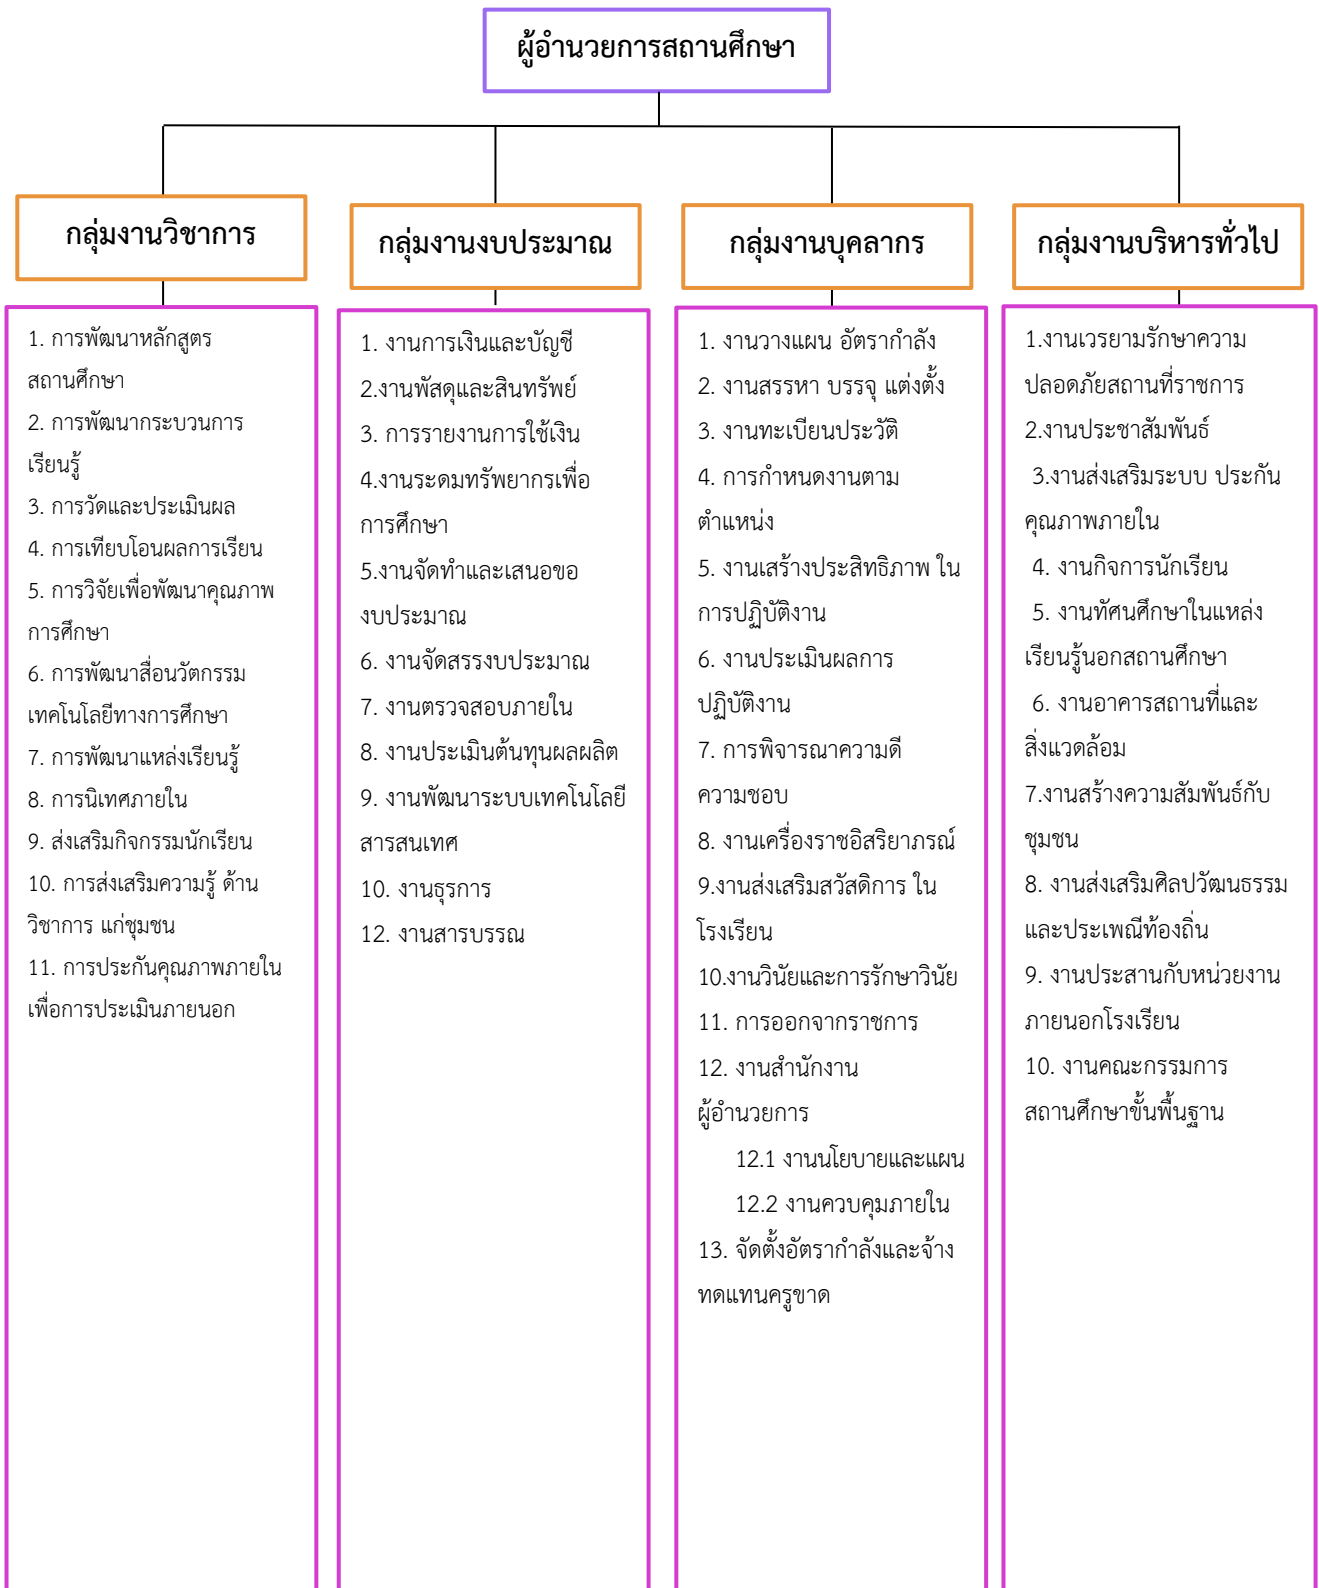 ผู้อำนวยการสถานศึกษา
กลุ่มงานวิชาการ
1. การพัฒนาหลักสูตร
สถานศึกษา
2. การพัฒนากระบวนการ
เรียนรู้
3. การวัดและประเมินผล
4. การเทียบโอนผลการเรียน
5. การวิจัยเพื่อพัฒนาคุณภาพ
การศึกษา
6. การพัฒนาสื่อนวัตกรรม
เทคโนโลยีทางการศึกษา
7. การพัฒนาแหล่งเรียนรู้
8. การนิเทศภายใน
9. ส่งเสริมกิจกรรมนักเรียน
10. การส่งเสริมความรู้ ด้าน
วิชาการ แก่ชุมชน
11. การประกันคุณภาพภายใน
เพื่อการประเมินภายนอก
กลุ่มงานงบประมาณ
1. งานการเงินและบัญชี
2.งานพัสดุและสินทรัพย์
3. การรายงานการใช้เงิน
4.งานระดมทรัพยากรเพื่อ
การศึกษา
5.งานจัดทำและเสนอขอ
งบประมาณ
6. งานจัดสรรงบประมาณ
7. งานตรวจสอบภายใน
8. งานประเมินต้นทุนผลผลิต
9. งานพัฒนาระบบเทคโนโลยี
สารสนเทศ
10. งานธุรการ
12. งานสารบรรณ
กลุ่มงานบุคลากร
1. งานวางแผน อัตรากำลัง
2. งานสรรหา บรรจุ แต่งตั้ง
3. งานทะเบียนประวัติ
4. การกำหนดงานตาม
ตำแหน่ง
5. งานเสร้างประสิทธิภาพ ใน
การปฏิบัติงาน
6. งานประเมินผลการ
ปฏิบัติงาน
7. การพิจารณาความดี
ความชอบ
8. งานเครื่องราชอิสริยาภรณ์
9.งานส่งเสริมสวัสดิการ ใน
โรงเรียน
10.งานวินัยและการรักษาวินัย
11. การออกจากราชการ
12. งานสำนักงาน
ผู้อำนวยการ
12.1 งานนโยบายและแผน
12.2 งานควบคุมภายใน
13. จัดตั้งอัตรากำลังและจ้าง
ทดแทนครูขาด
กลุ่มงานบริหารทั่วไป
1.งานเวรยามรักษาความ
ปลอดภัยสถานที่ราชการ
2.งานประชาสัมพันธ์
3.งานส่งเสริมระบบ ประกัน
คุณภาพภายใน
4. งานกิจการนักเรียน
5. งานทัศนศึกษาในแหล่ง
เรียนรู้นอกสถานศึกษา
6. งานอาคารสถานที่และ
สิ่งแวดล้อม
7.งานสร้างความสัมพันธ์กับ
ชุมชน
8. งานส่งเสริมศิลปวัฒนธรรม
และประเพณีท้องถิ่น
9. งานประสานกับหน่วยงาน
ภายนอกโรงเรียน
10. งานคณะกรรมการ
สถานศึกษาขั้นพื้นฐาน